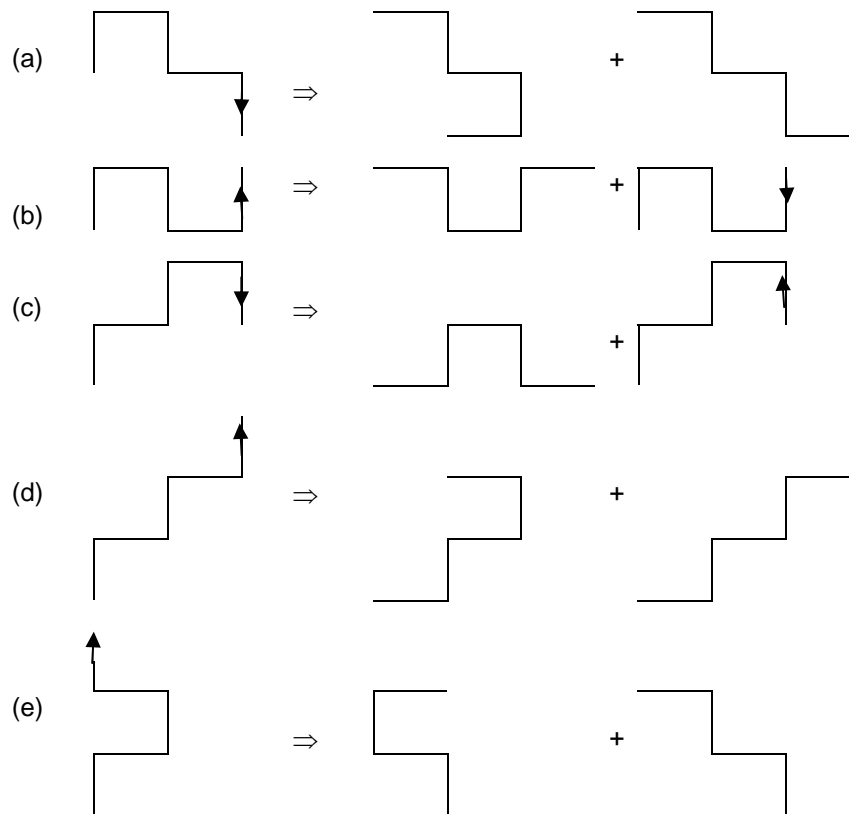 (a) ⇒ +
(b) ⇒ +
(c) ⇒ +
(d) ⇒ +
(e) ⇒ +